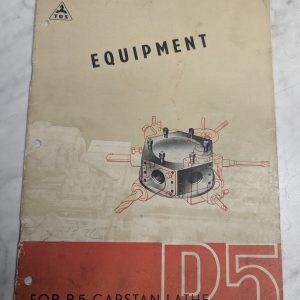 TOS
EQUIPMENT
R5
FOR R5 CAPSTAN LATHE